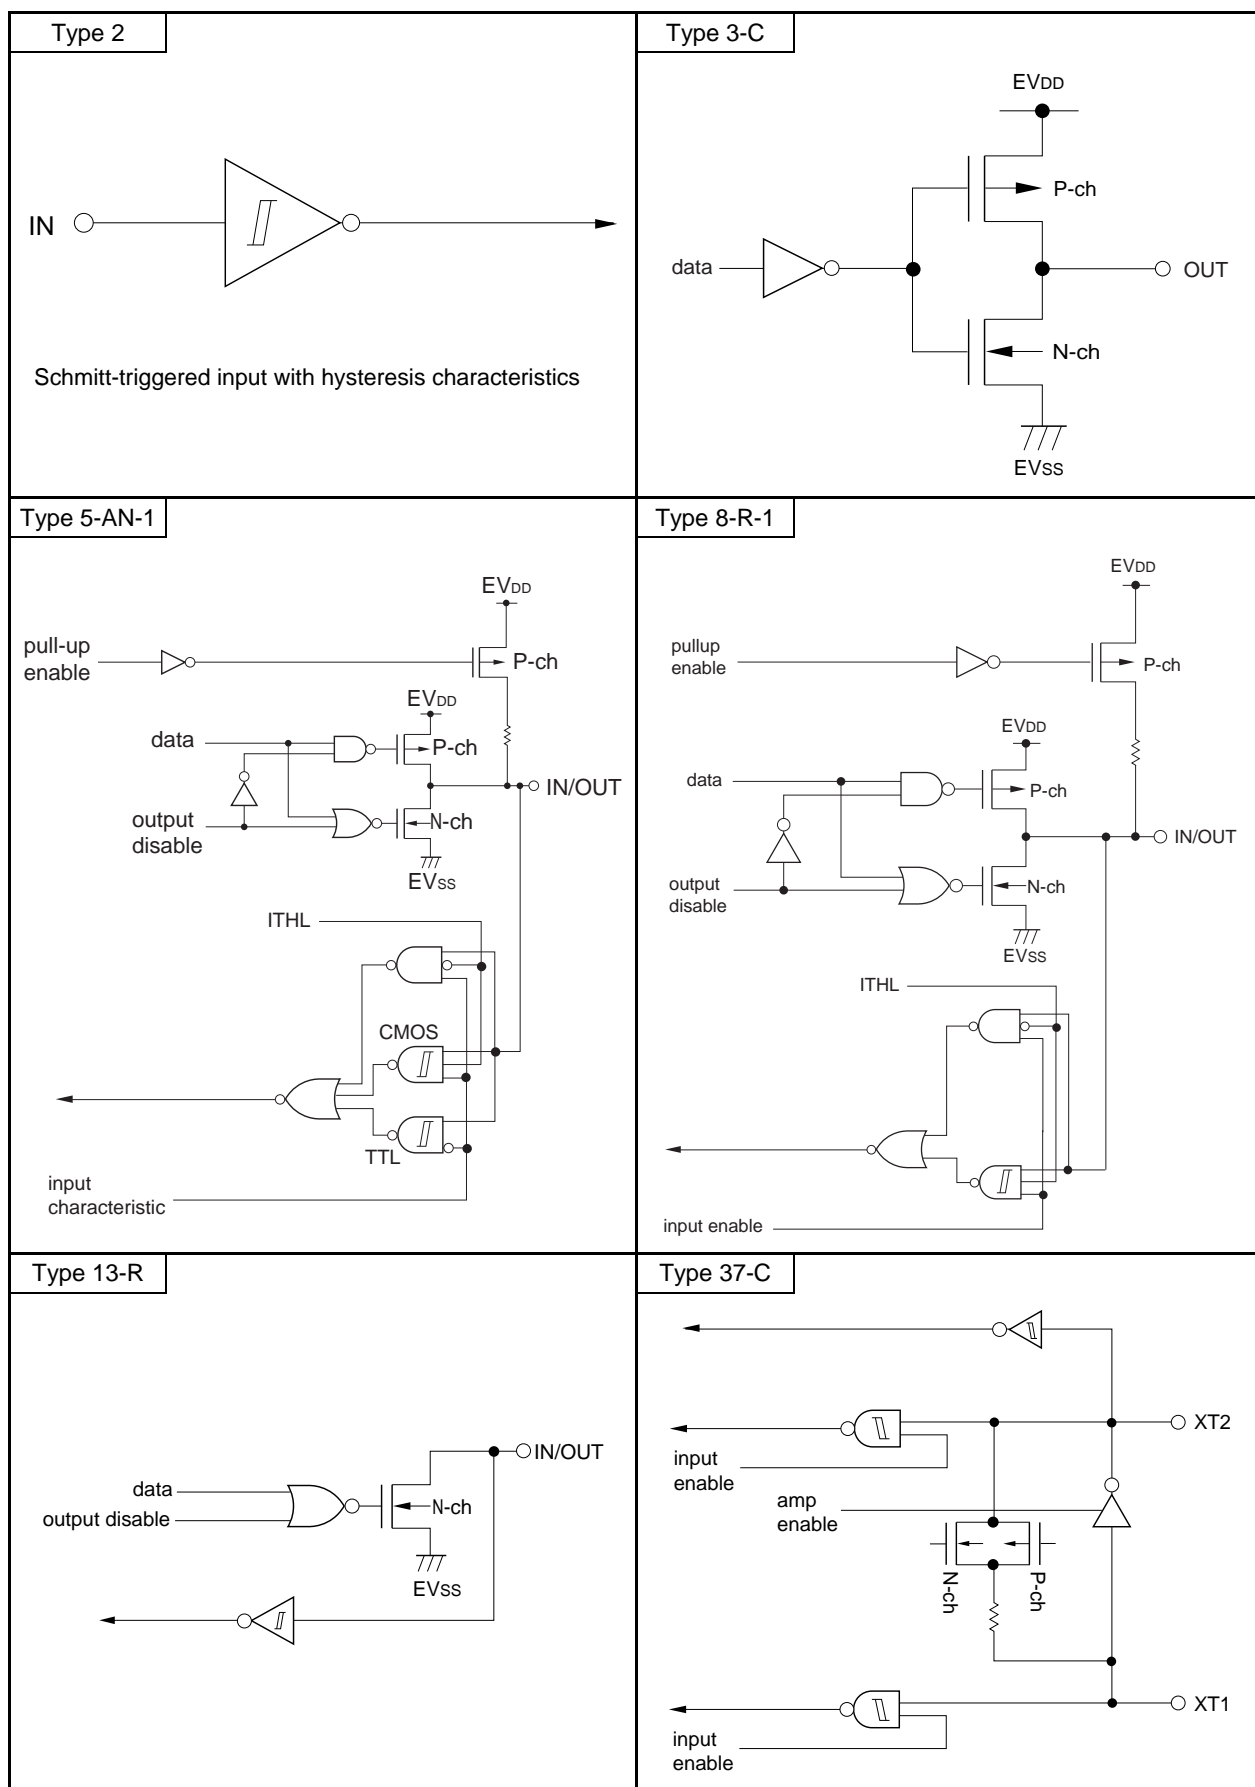 Type 2
IN
Schmitt-triggered input with hysteresis characteristics
Type 3-C
EVDD
P-ch
data
OUT
N-ch
EVSS
Type 5-AN-1
EVDD
pull-up
enable
P-ch
EVDD
data
P-ch
IN/OUT
output
disable
N-ch
EVSS
ITHL
CMOS
TTL
input
characteristic
Type 8-R-1
EVDD
pullup
enable
P-ch
EVDD
data
P-ch
IN/OUT
output
disable
N-ch
EVSS
ITHL
input enable
Type 13-R
IN/OUT
data
output disable
N-ch
EVSS
Type 37-C
XT2
input
enable
amp
enable
N-ch
P-ch
XT1
input
enable